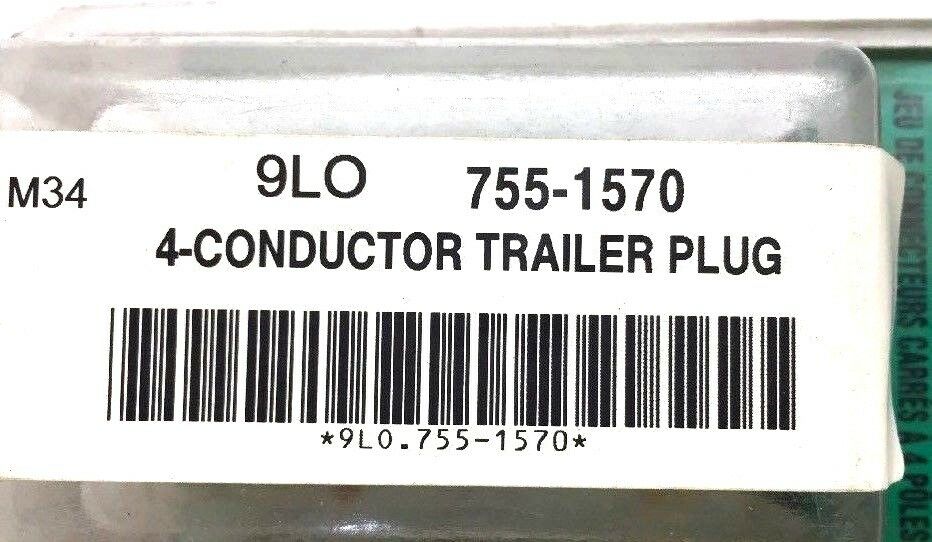 M34 9LO 755-1570
4-CONDUCTOR TRAILER PLUG
*9LO.755-1570*
JEU DE CONNECTEURS CARRÉS À 4 PÔLES